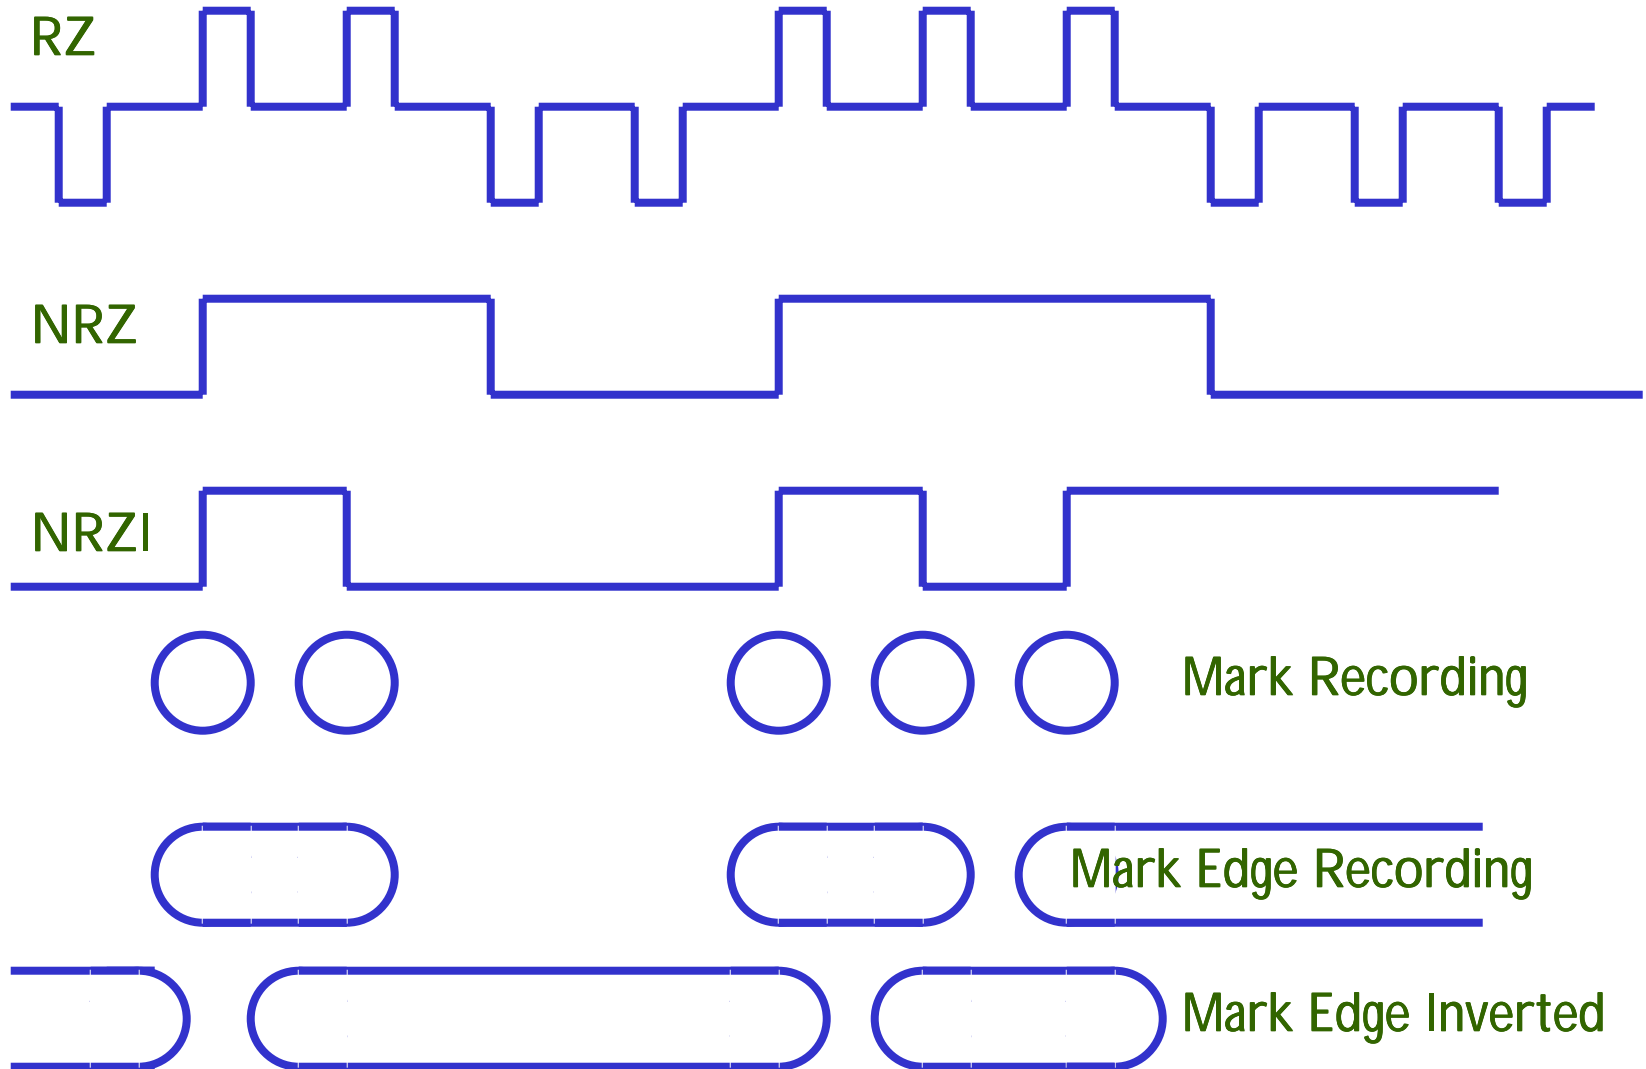 RZ
NRZ
NRZI
Mark Recording
Mark Edge Recording
Mark Edge Inverted